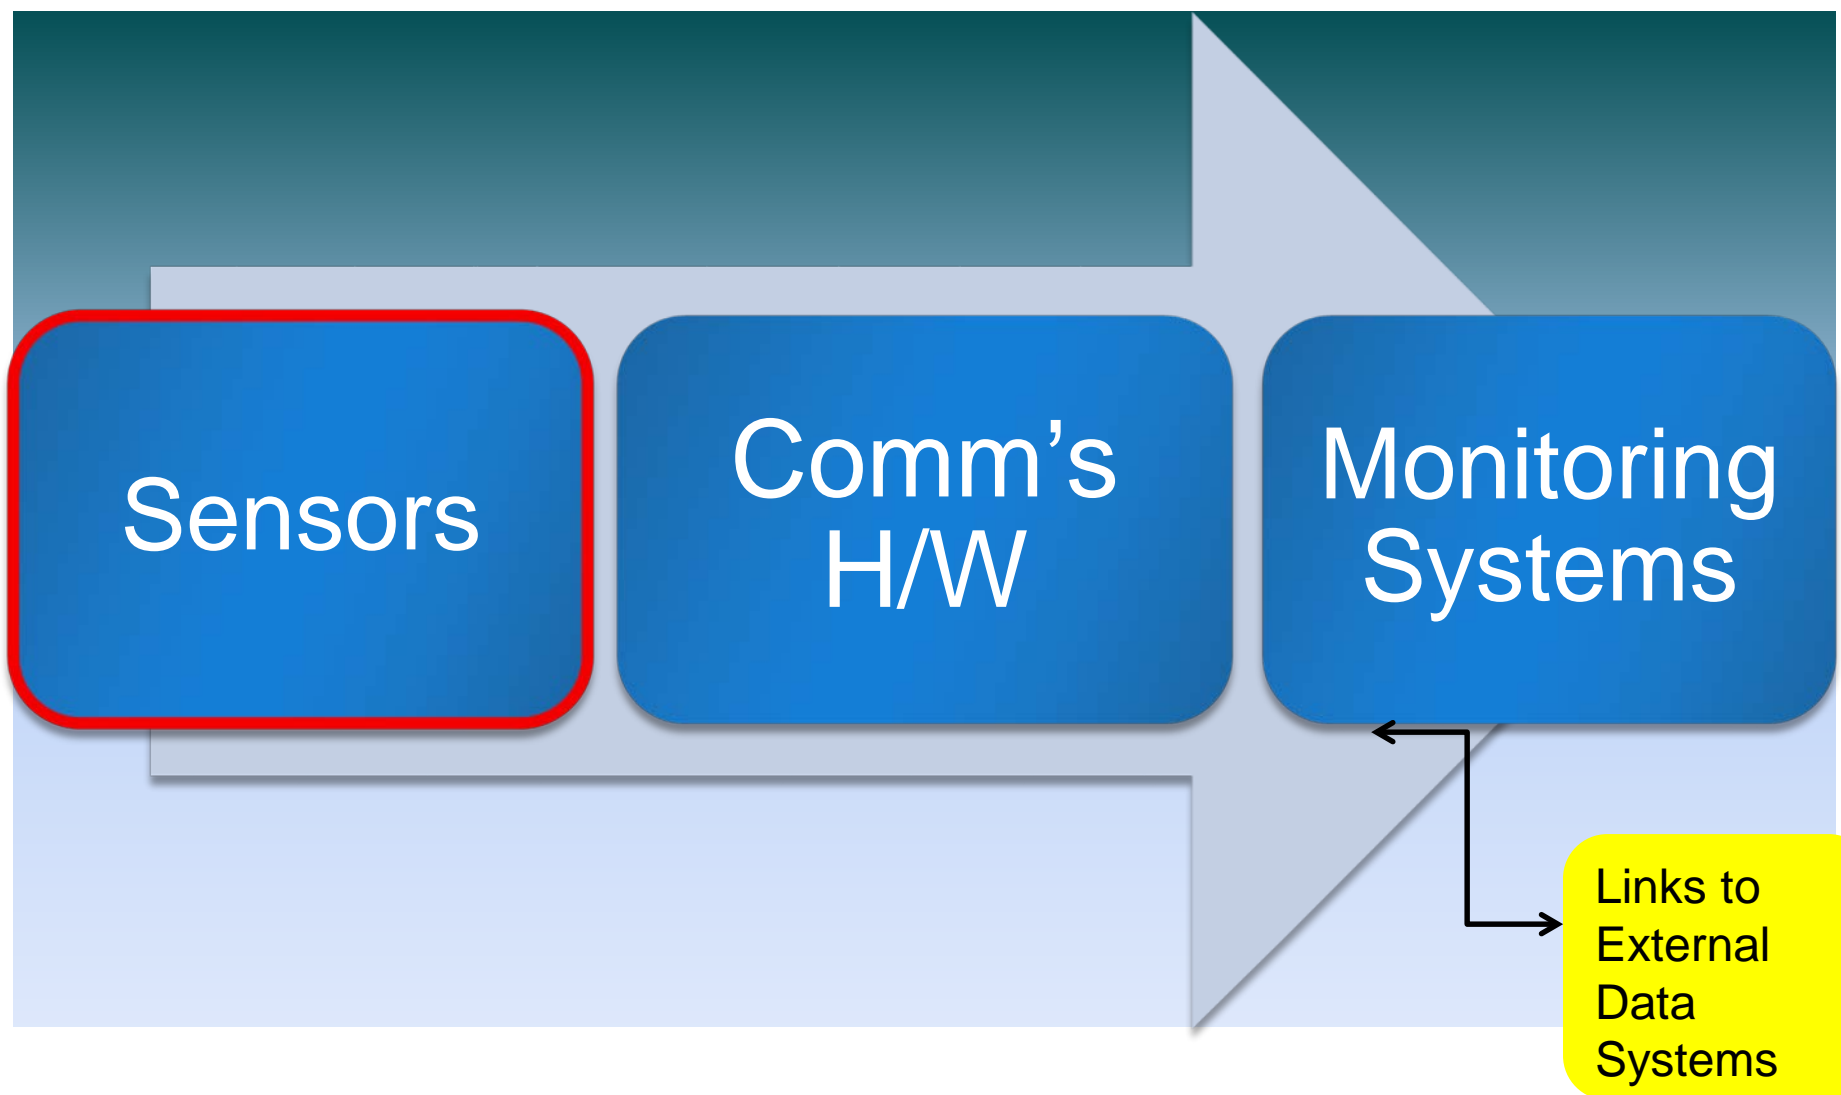 Sensors
Comm’s
H/W
Monitoring
Systems
Links to
External
Data
Systems